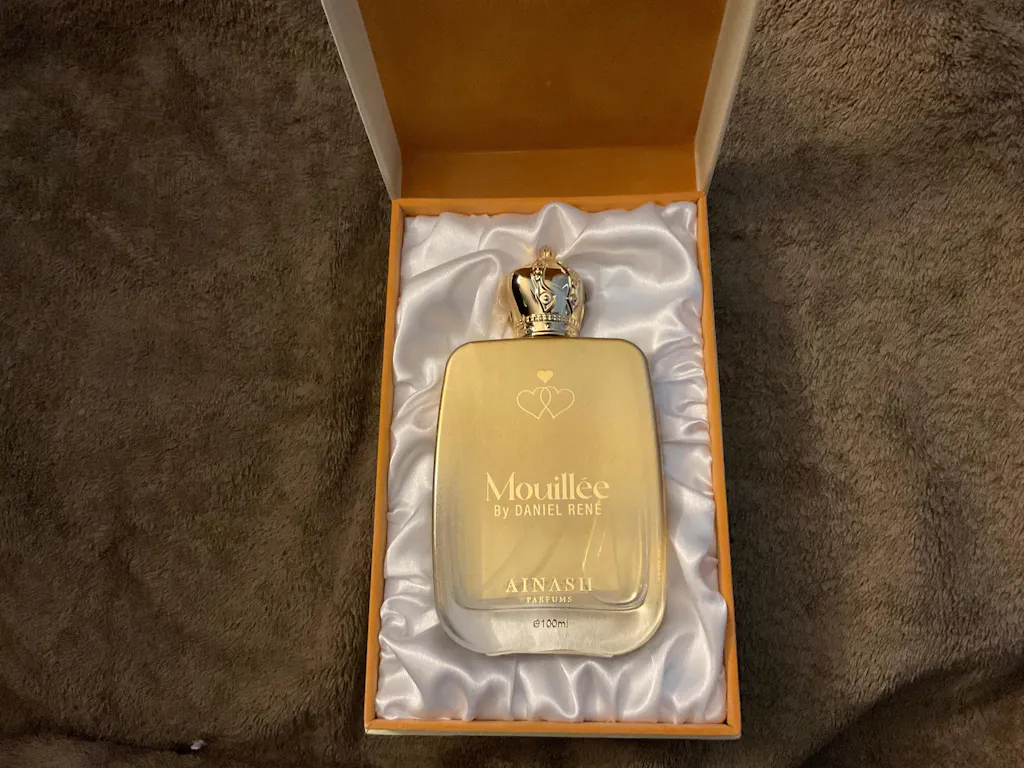 Mouillée
By DANIEL RENÉ
AINASH
PARFUMS
℮100ml